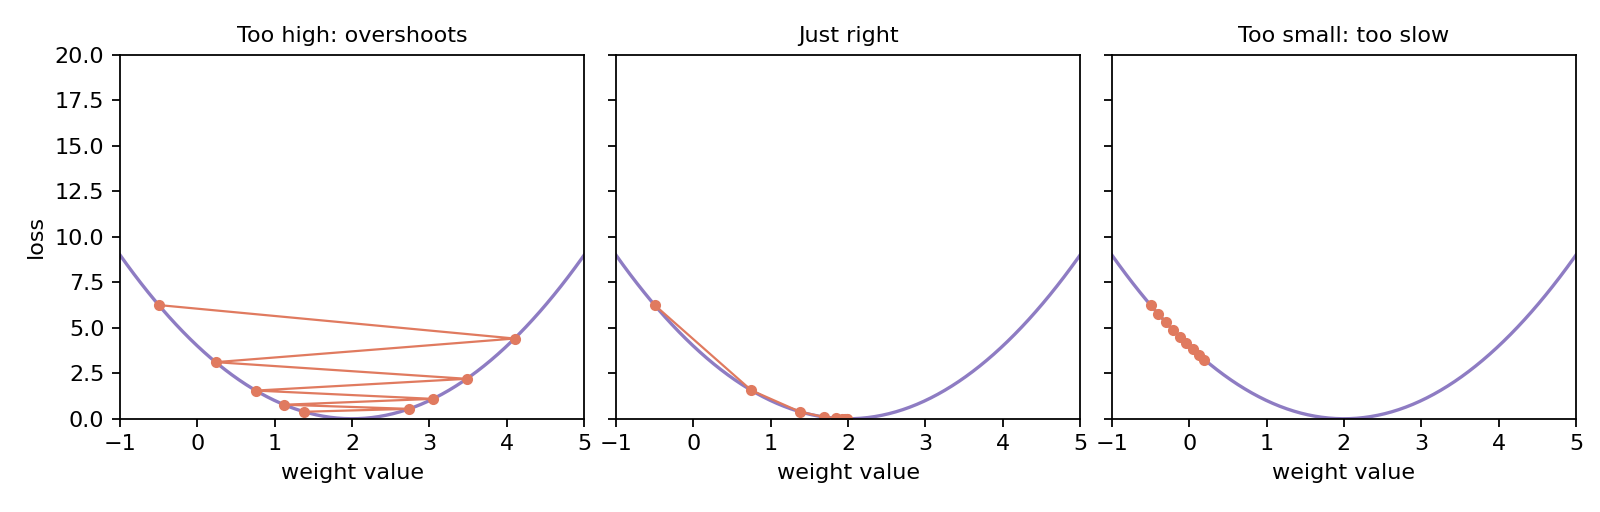 Too high: overshoots
Just right
Too small: too slow
loss
20.0
17.5
15.0
12.5
10.0
7.5
5.0
2.5
0.0
−1 0 1 2 3 4 5
−1 0 1 2 3 4 5
−1 0 1 2 3 4 5
weight value
weight value
weight value